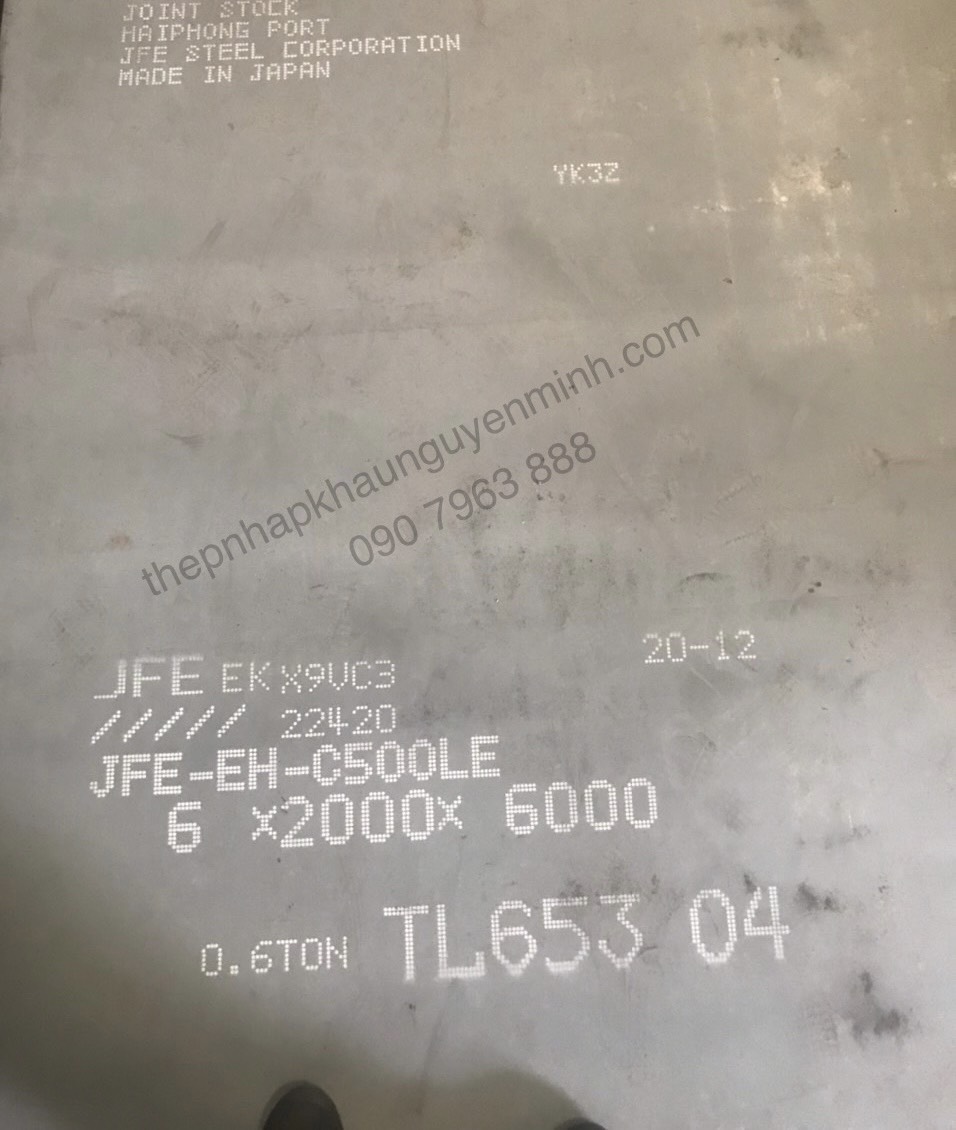 JOINT STOCK
HAIPHONG PORT
JFE STEEL CORPORATION
MADE IN JAPAN
YK3Z
thepnhapkhaunguyenminh.com
090 7963 888
20-12
JFE EK X9VC3
///// 22420
JFE-EH-C500LE
6 x2000x 6000
0.6TON TL653 04